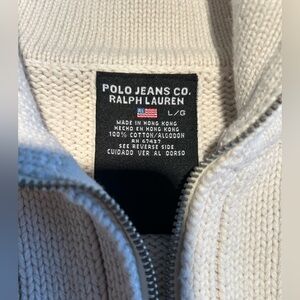 POLO JEANS CO.
RALPH LAUREN
L/G
MADE IN HONG KONG
HECHO EN HONG KONG
100% COTTON/ALGODON
RN 67437
SEE REVERSE SIDE
CUIDADO VER AL DORSO